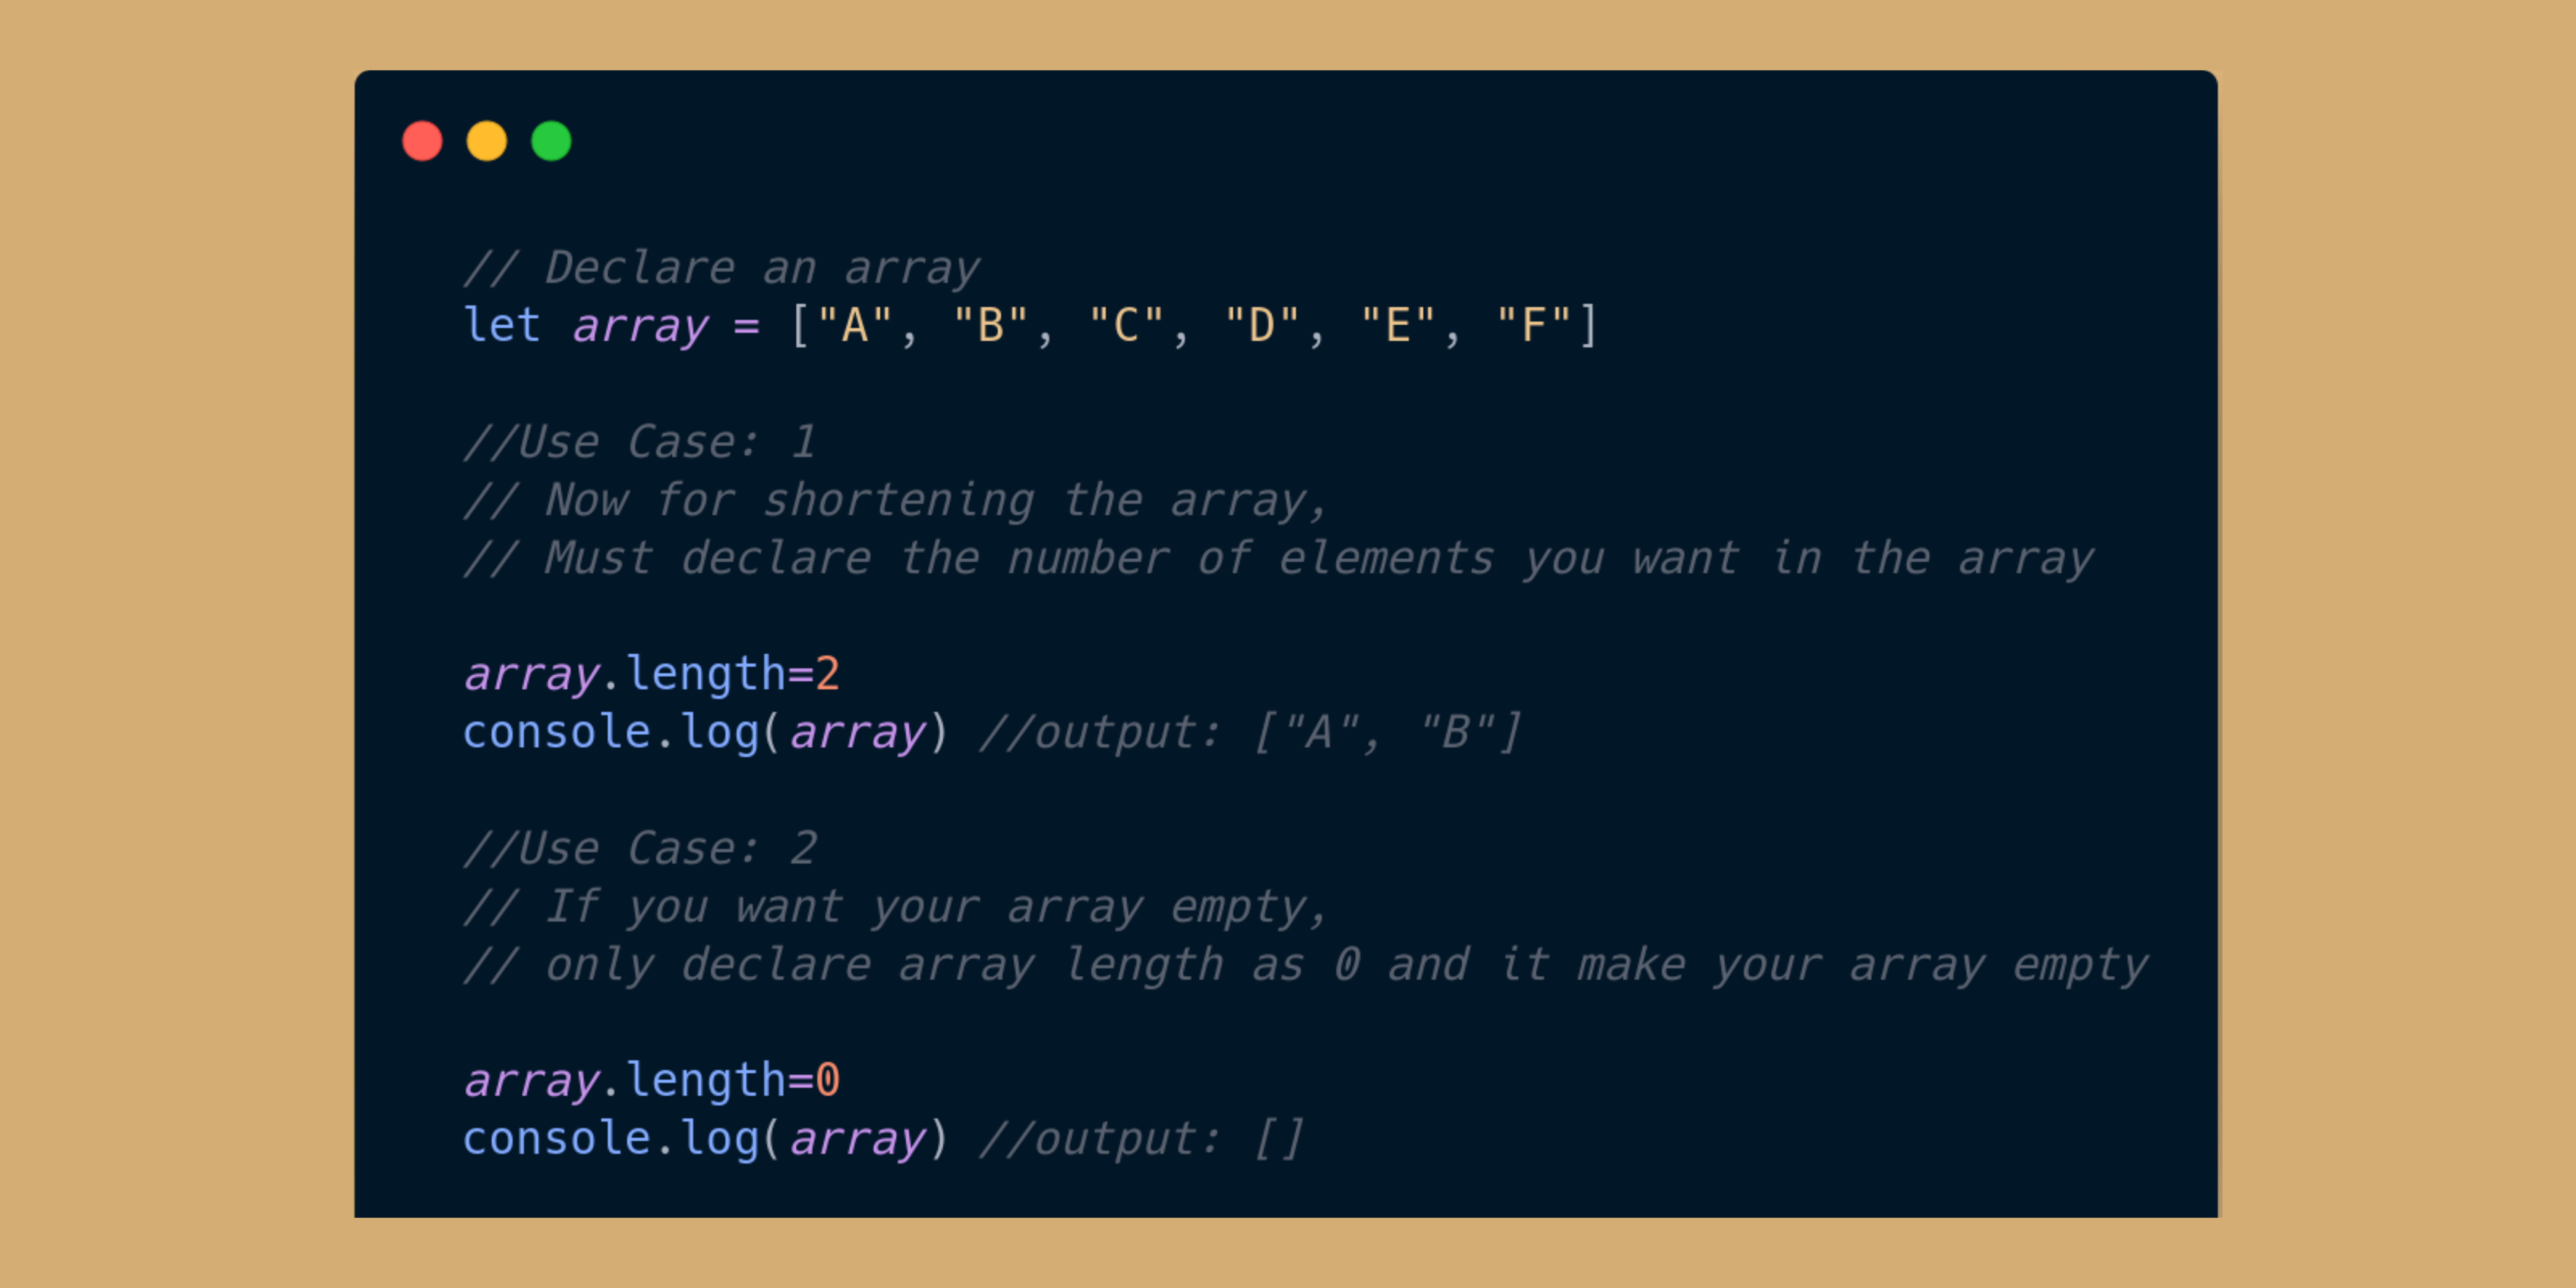 // Declare an array
let array = ["A", "B", "C", "D", "E", "F"]
//Use Case: 1
// Now for shortening the array,
// Must declare the number of elements you want in the array
array.length=2
console.log(array) //output: ["A", "B"]
//Use Case: 2
// If you want your array empty,
// only declare array length as 0 and it make your array empty
array.length=0
console.log(array) //output: []